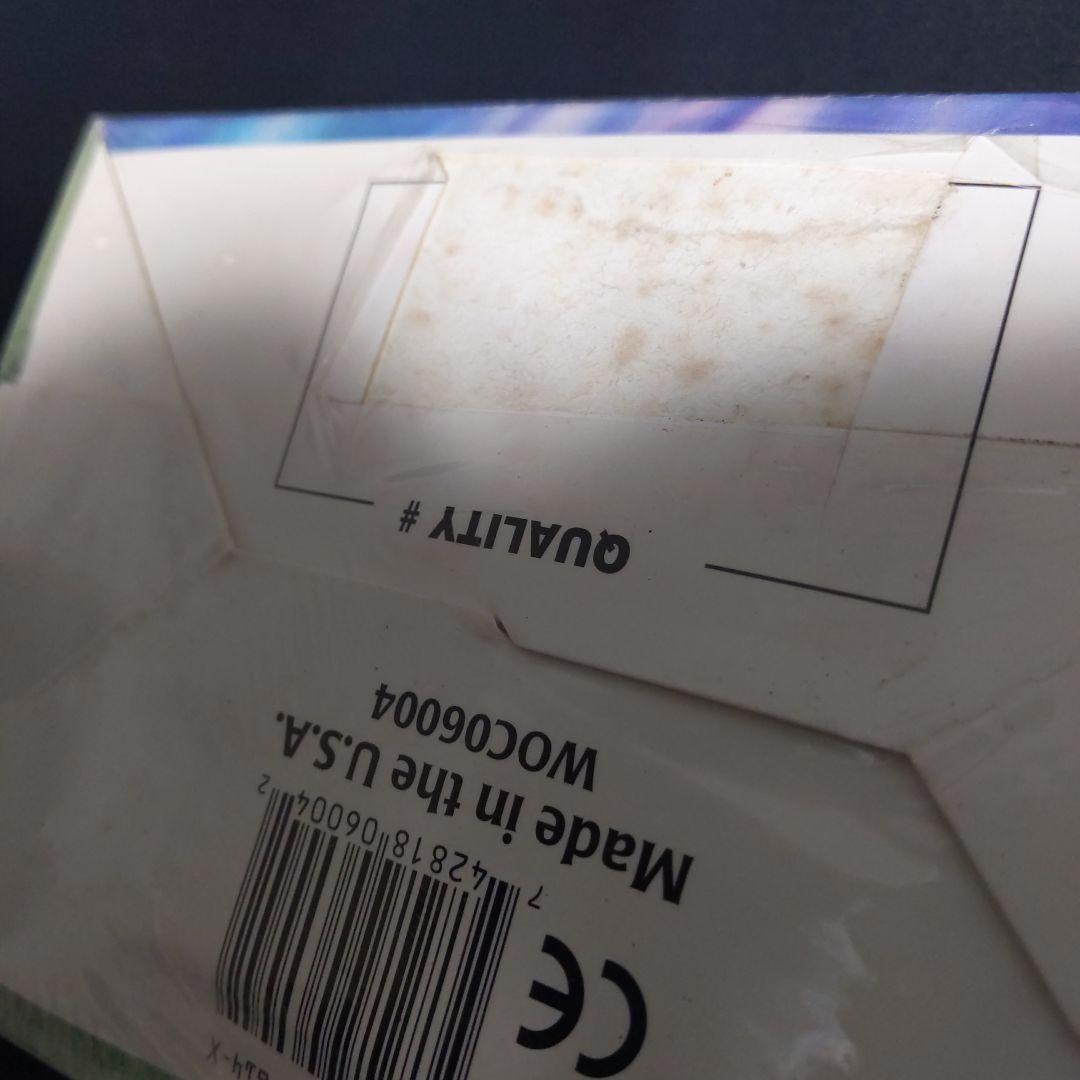 QUALITY #
WOC06004
Made in the U.S.A.
7 42818 06004 2
CE